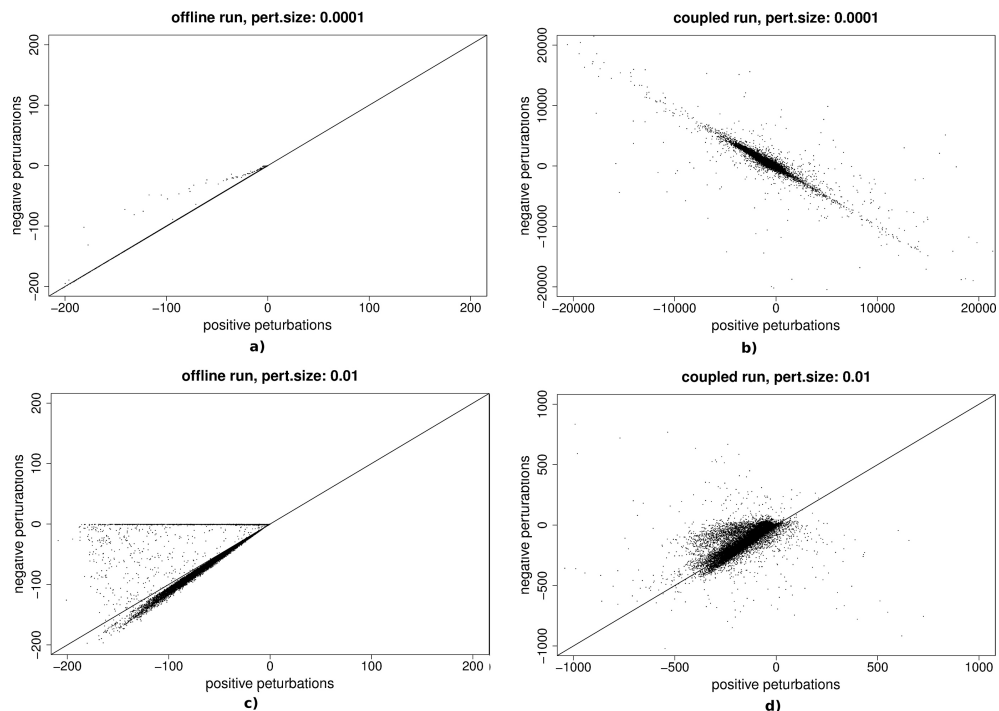 offline run, pert.size: 0.0001
negative perturabtions
200
100
0
−100
−200
−200 −100 0 100 200
positive peturbations
a)
coupled run, pert.size: 0.0001
negative perturabtions
20000
10000
0
−10000
−20000
−20000 −10000 0 10000 20000
positive peturbations
b)
offline run, pert.size: 0.01
negative perturabtions
200
100
0
−100
−200
−200 −100 0 100 200
positive peturbations
c)
coupled run, pert.size: 0.01
negative perturabtions
1000
500
0
−500
−1000
−1000 −500 0 500 1000
positive peturbations
d)